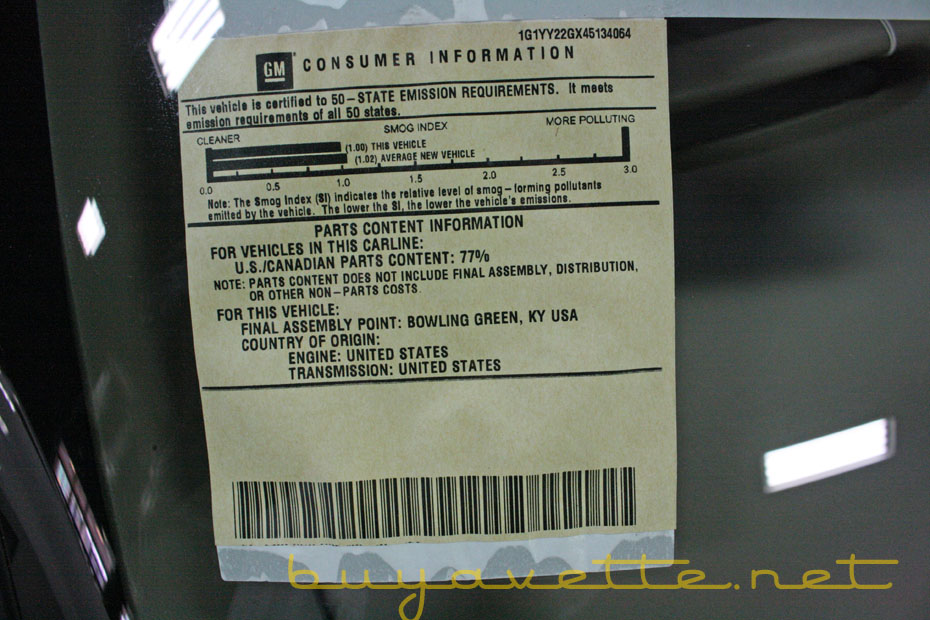 1G1YY22GX45134064
GM CONSUMER INFORMATION
This vehicle is certified to 50-STATE EMISSION REQUIREMENTS. It meets
emission requirements of all 50 states.
CLEANER SMOG INDEX MORE POLLUTING
(1.00) THIS VEHICLE
(1.02) AVERAGE NEW VEHICLE
0.0 0.5 1.0 1.5 2.0 2.5 3.0
Note: The Smog Index (SI) indicates the relative level of smog-forming pollutants
emitted by the vehicle. The lower the SI, the lower the vehicle's emissions.
PARTS CONTENT INFORMATION
FOR VEHICLES IN THIS CARLINE:
U.S./CANADIAN PARTS CONTENT: 77%
NOTE: PARTS CONTENT DOES NOT INCLUDE FINAL ASSEMBLY, DISTRIBUTION,
OR OTHER NON-PARTS COSTS.
FOR THIS VEHICLE:
FINAL ASSEMBLY POINT: BOWLING GREEN, KY USA
COUNTRY OF ORIGIN:
ENGINE: UNITED STATES
TRANSMISSION: UNITED STATES
buyavette.net